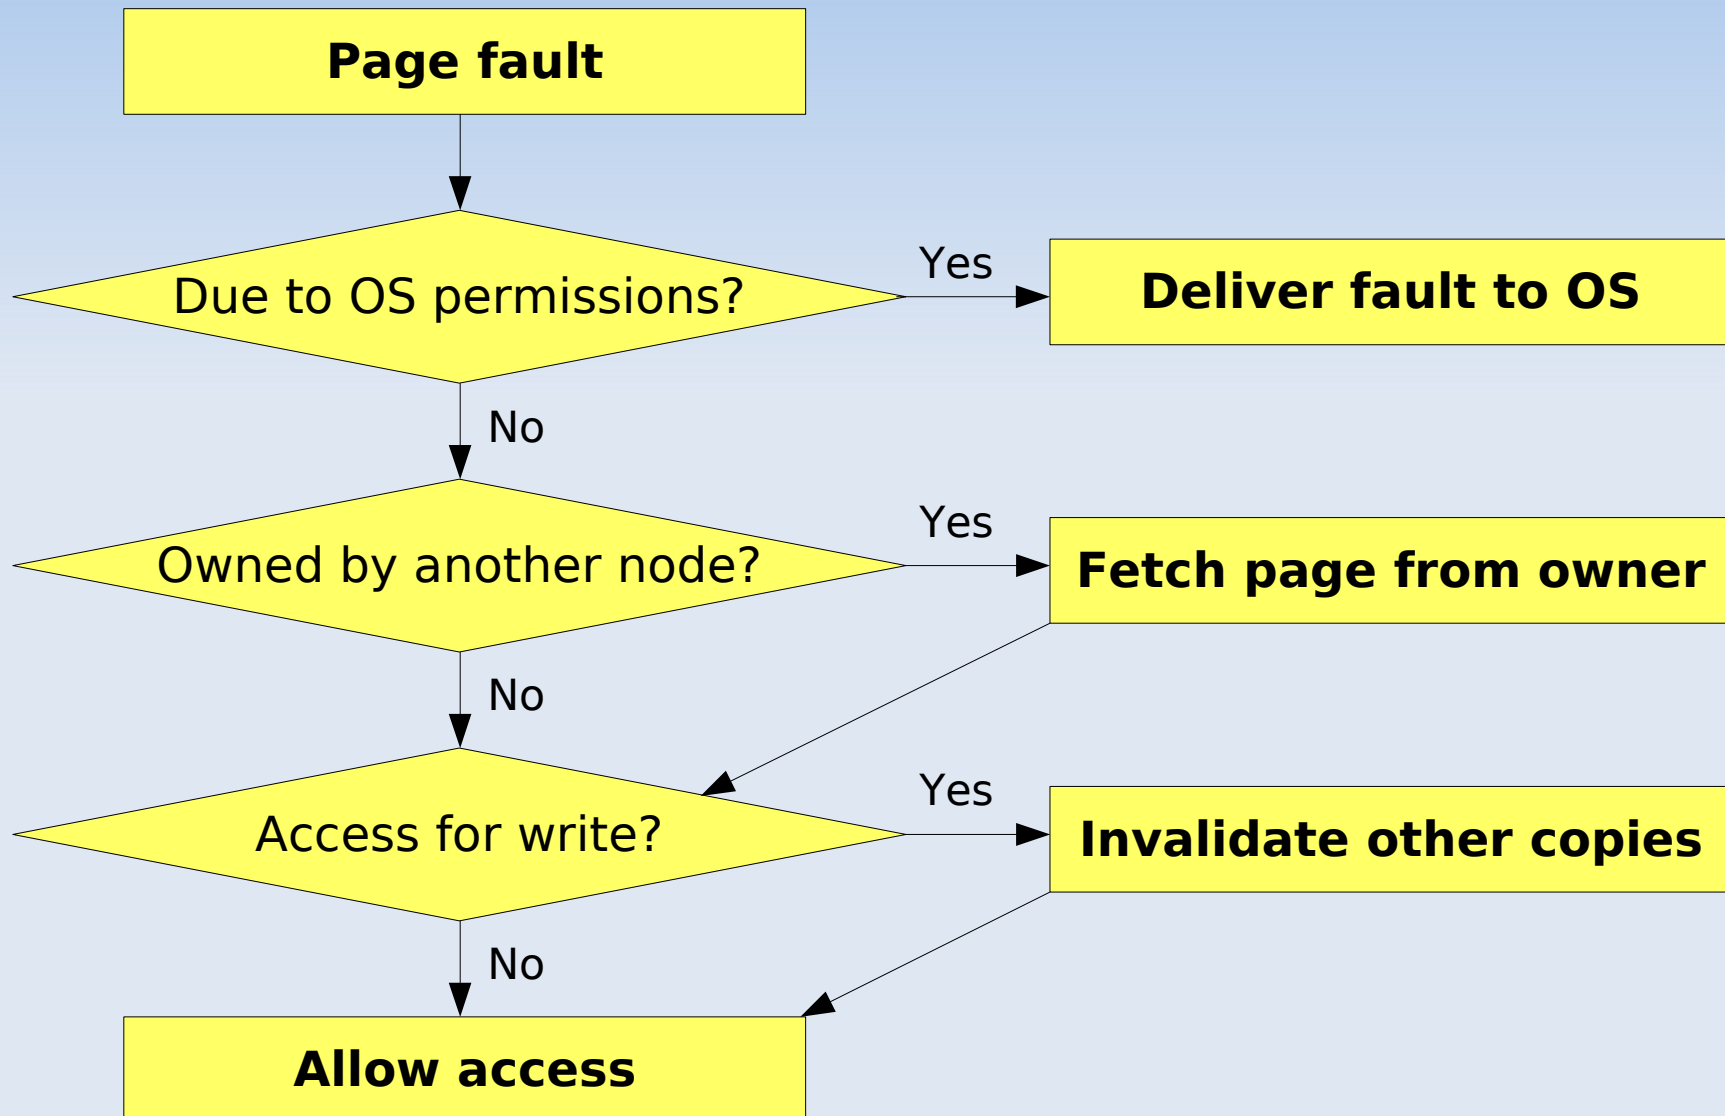 Page fault
Due to OS permissions?
Yes
Deliver fault to OS
No
Owned by another node?
Yes
Fetch page from owner
No
Access for write?
Yes
Invalidate other copies
No
Allow access